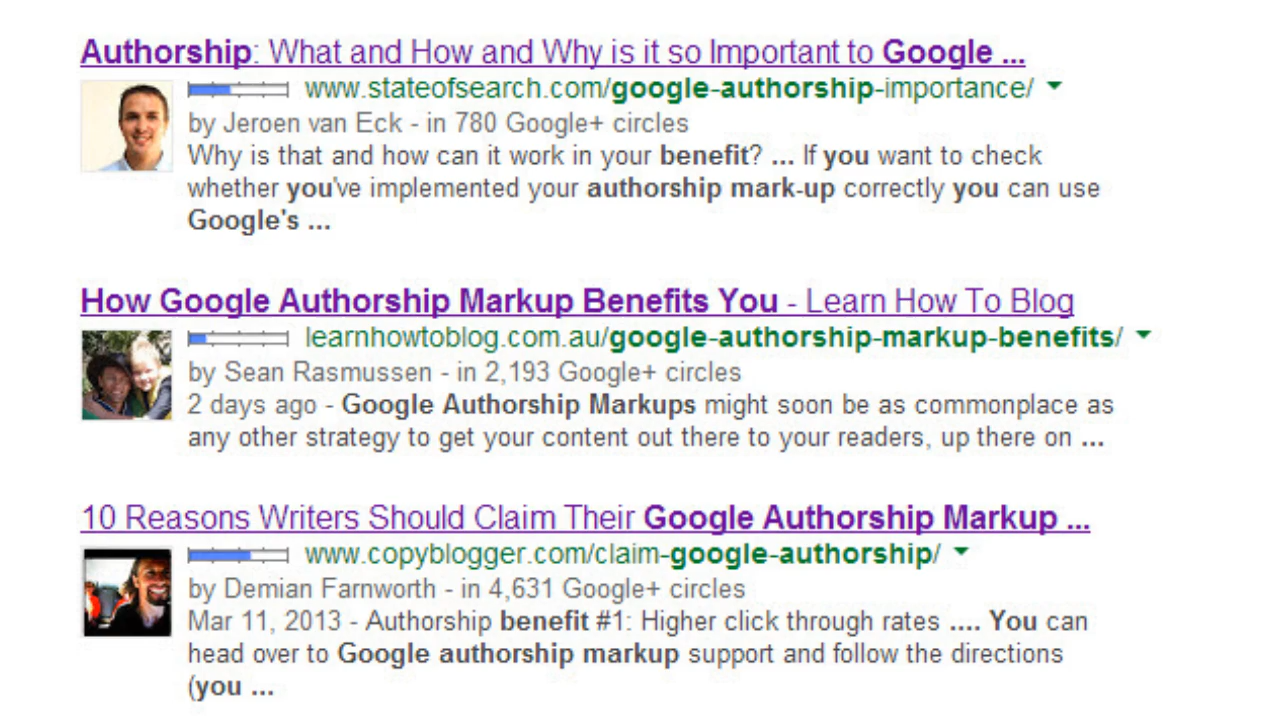 Authorship: What and How and Why is it so Important to Google ...
www.stateofsearch.com/google-authorship-importance/
by Jeroen van Eck - in 780 Google+ circles
Why is that and how can it work in your benefit? ... If you want to check
whether you've implemented your authorship mark-up correctly you can use
Google's ...
How Google Authorship Markup Benefits You - Learn How To Blog
learnhowtoblog.com.au/google-authorship-markup-benefits/
by Sean Rasmussen - in 2,193 Google+ circles
2 days ago - Google Authorship Markups might soon be as commonplace as
any other strategy to get your content out there to your readers, up there on ...
10 Reasons Writers Should Claim Their Google Authorship Markup ...
www.copyblogger.com/claim-google-authorship/
by Demian Farnworth - in 4,631 Google+ circles
Mar 11, 2013 - Authorship benefit #1: Higher click through rates .... You can
head over to Google authorship markup support and follow the directions
(you ...